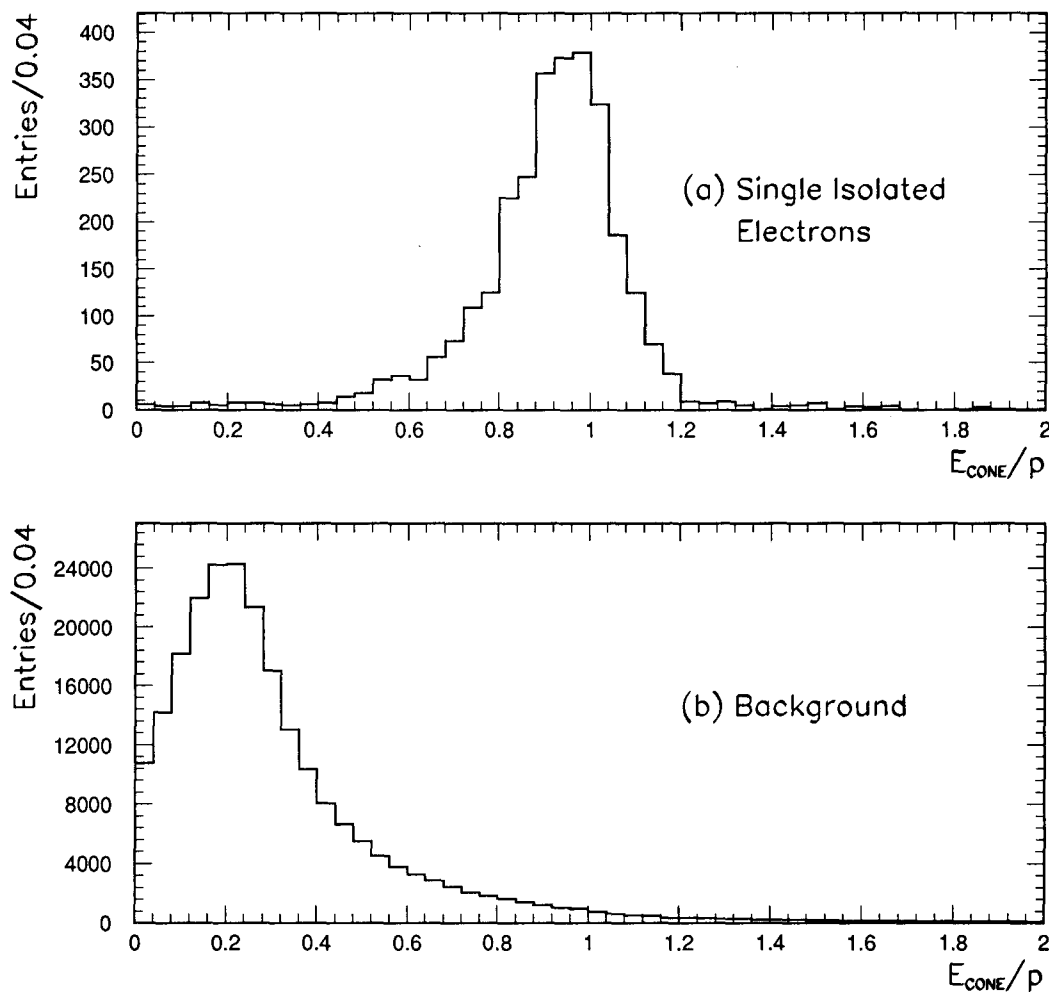 Entries/0.04
400
350
300
250
200
150
100
50
0
(a) Single Isolated
Electrons
0 0.2 0.4 0.6 0.8 1 1.2 1.4 1.6 1.8 2
E_CONE/p
Entries/0.04
24000
20000
16000
12000
8000
4000
0
(b) Background
0 0.2 0.4 0.6 0.8 1 1.2 1.4 1.6 1.8 2
E_CONE/p